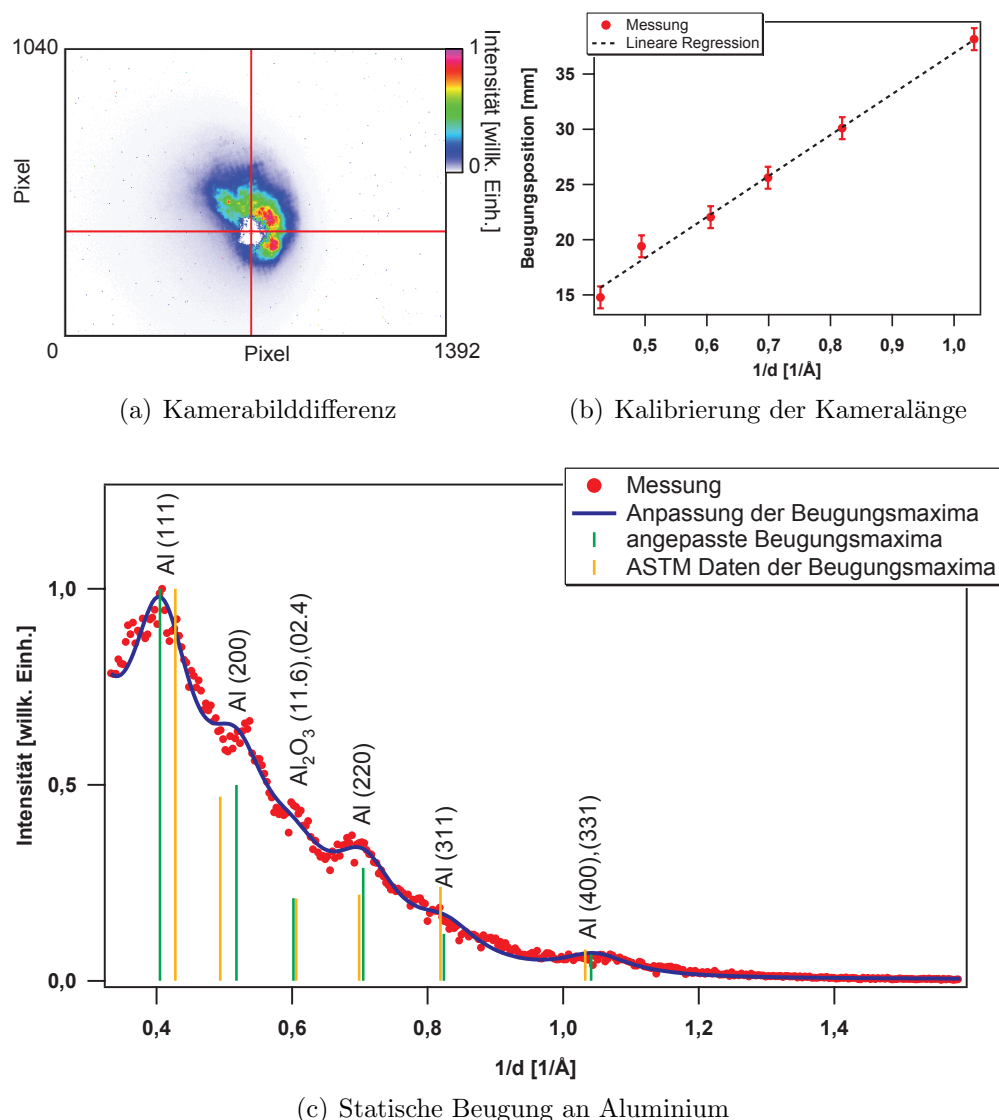 1040
Pixel
0
Pixel
1392
1
0
Intensität [willk. Einh.]
(a) Kamerabilddifferenz
Messung
Lineare Regression
Beugungsposition [mm]
35
30
25
20
15
0,5 0,6 0,7 0,8 0,9 1,0
1/d [1/Å]
(b) Kalibrierung der Kameralänge
Messung
Anpassung der Beugungsmaxima
angepasste Beugungsmaxima
ASTM Daten der Beugungsmaxima
Intensität [willk. Einh.]
1,0
0,5
0,0
Al (111)
Al (200)
Al₂O₃ (11.6),(02.4)
Al (220)
Al (311)
Al (400),(331)
0,4 0,6 0,8 1,0 1,2 1,4
1/d [1/Å]
(c) Statische Beugung an Aluminium